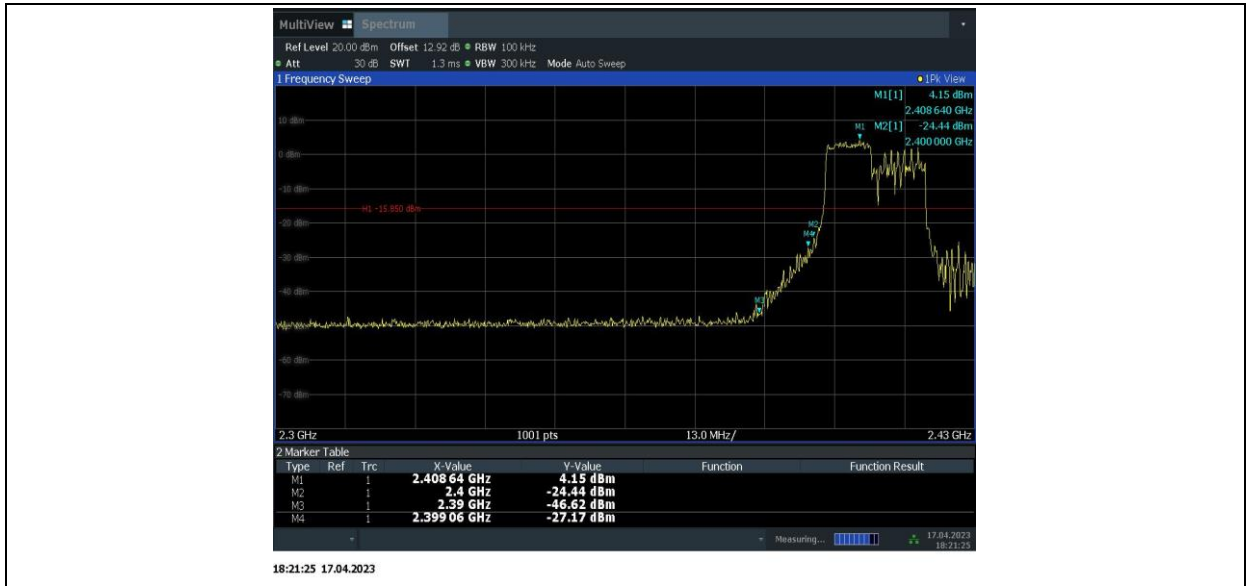 MultiView Spectrum
Ref Level 20.00 dBm Offset 12.92 dB RBW 100 kHz
Att 30 dB SWT 1.3 ms VBW 300 kHz Mode Auto Sweep
1 Frequency Sweep 1Pk View
M1[1] 4.15 dBm
2.408 640 GHz
10 dBm
M1 M2[1] -24.44 dBm
2.400 000 GHz
0 dBm
-10 dBm
H1 -15.850 dBm
-20 dBm
M2
M4
-30 dBm
-40 dBm
M3
-60 dBm
-70 dBm
2.3 GHz 1001 pts 13.0 MHz/ 2.43 GHz
2 Marker Table
Type Ref Trc X-Value Y-Value Function Function Result
M1 1 2.408 64 GHz 4.15 dBm
M2 1 2.4 GHz -24.44 dBm
M3 1 2.39 GHz -46.62 dBm
M4 1 2.399 06 GHz -27.17 dBm
Measuring... 17.04.2023
18:21:25
18:21:25 17.04.2023